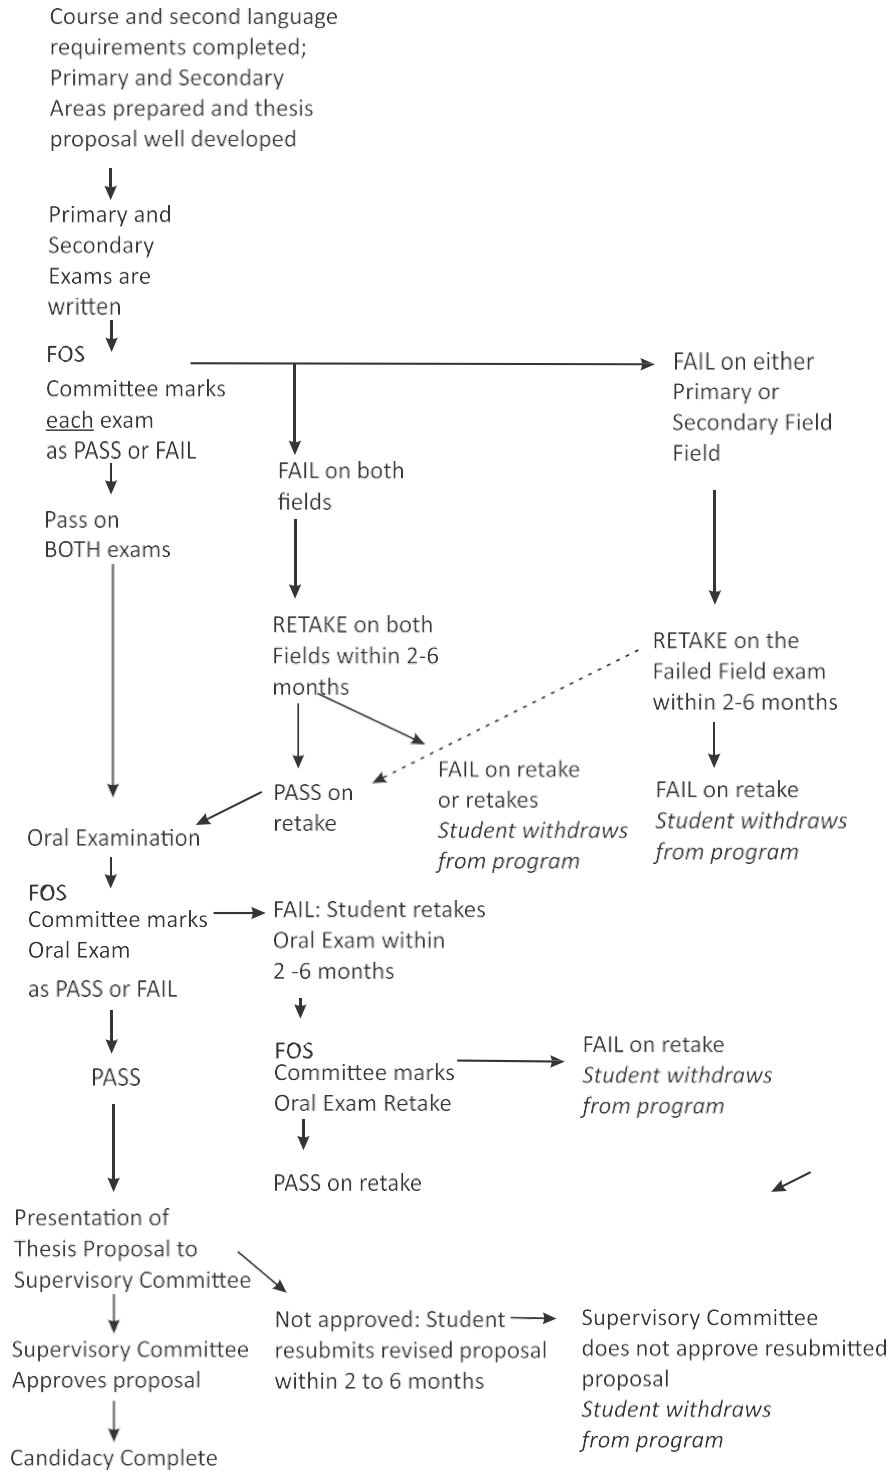 Course and second language
requirements completed;
Primary and Secondary
Areas prepared and thesis
proposal well developed
Primary and
Secondary
Exams are
written
FOS
Committee marks
each exam
as PASS or FAIL
FAIL on either
Primary or
Secondary Field
Field
FAIL on both
fields
Pass on
BOTH exams
RETAKE on both
Fields within 2-6
months
RETAKE on the
Failed Field exam
within 2-6 months
FAIL on retake
or retakes
Student withdraws
from program
FAIL on retake
Student withdraws
from program
PASS on
retake
Oral Examination
FOS
Committee marks
Oral Exam
as PASS or FAIL
FAIL: Student retakes
Oral Exam within
2 -6 months
PASS
FOS
Committee marks
Oral Exam Retake
FAIL on retake
Student withdraws
from program
PASS on retake
Presentation of
Thesis Proposal to
Supervisory Committee
Not approved: Student
resubmits revised proposal
within 2 to 6 months
Supervisory Committee
does not approve resubmitted
proposal
Student withdraws
from program
Supervisory Committee
Approves proposal
Candidacy Complete